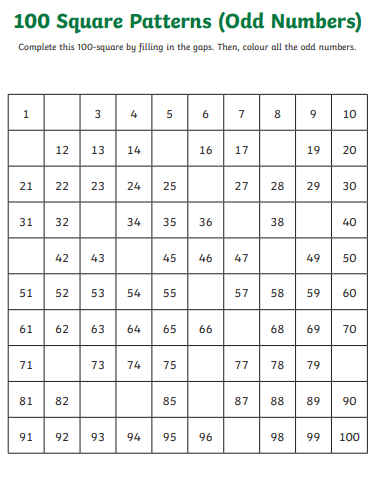 100 Square Patterns (Odd Numbers)
Complete this 100-square by filling in the gaps. Then, colour all the odd numbers.
1 3 4 5 6 7 8 9 10
12 13 14 16 17 19 20
21 22 23 24 25 27 28 29 30
31 32 34 35 36 38 40
42 43 45 46 47 49 50
51 52 53 54 55 57 58 59 60
61 62 63 64 65 66 68 69 70
71 73 74 75 77 78 79
81 82 85 87 88 89 90
91 92 93 94 95 96 98 99 100